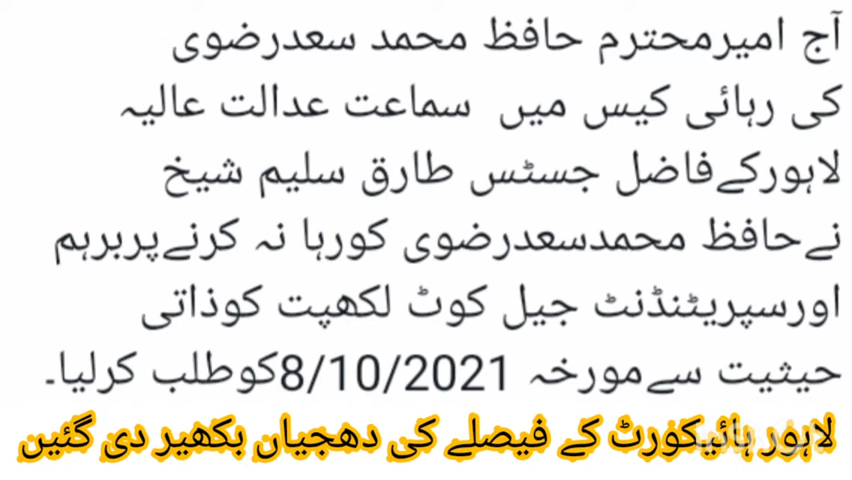 آج امیرمحترم حافظ محمد سعدرضوی
کی رہائی کیس میں سماعت عدالت عالیہ
لاہورکےفاضل جسٹس طارق سلیم شیخ
نےحافظ محمدسعدرضوی کورہا نہ کرنےپربرہم
اورسپریٹنڈنٹ جیل کوٹ لکھپت کوذاتی
حیثیت سےمورخہ 8/10/2021کوطلب کرلیا۔
لاہور ہائیکورٹ کے فیصلے کی دھجیاں بکھیر دی گئیں